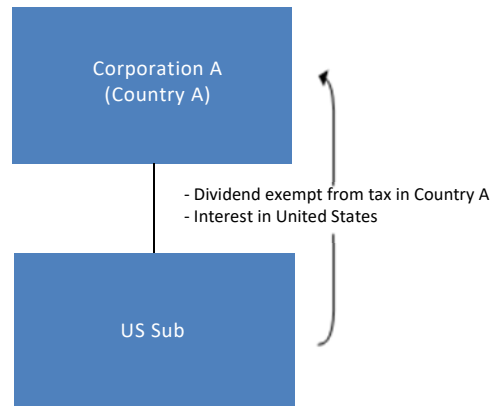 Corporation A
(Country A)
- Dividend exempt from tax in Country A
- Interest in United States
US Sub